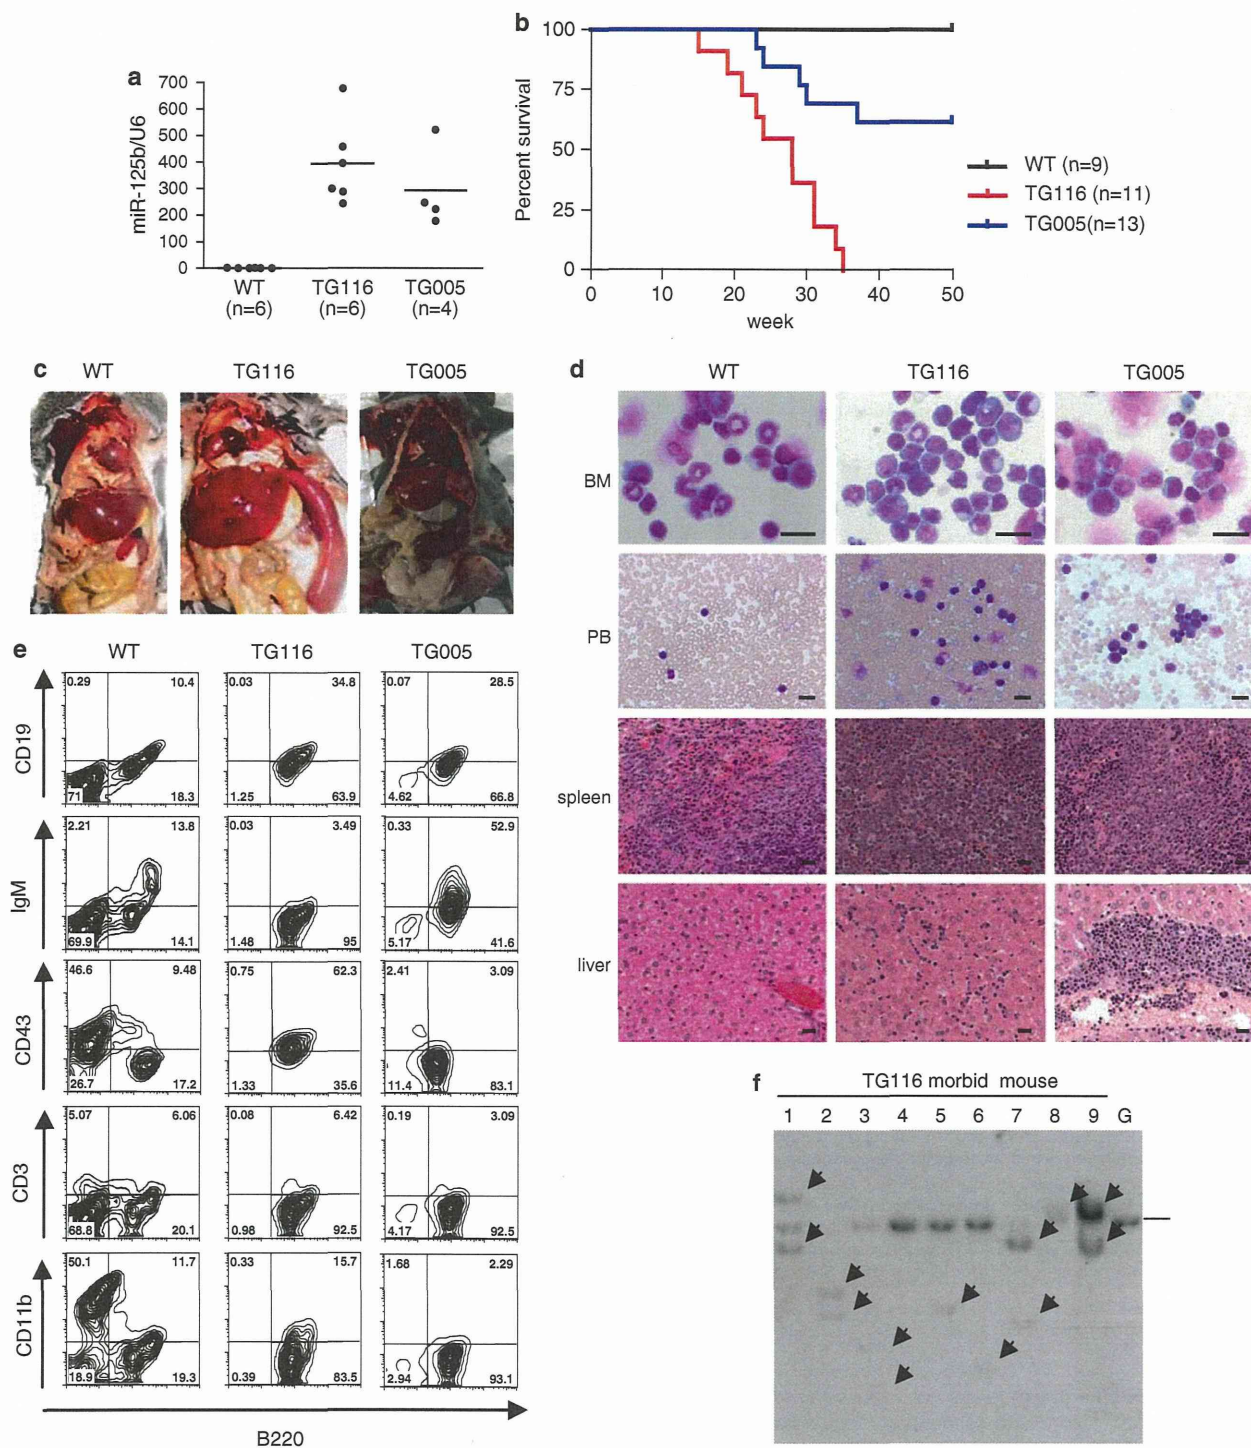 a
700
600
500
400
300
200
100
0
miR-125b/U6
WT
(n=6)
TG116
(n=6)
TG005
(n=4)
b
100
75
50
25
0
Percent survival
0 10 20 30 40 50
week
WT (n=9)
TG116 (n=11)
TG005(n=13)
c
WT TG116 TG005
d
WT TG116 TG005
BM
PB
spleen
liver
e
WT TG116 TG005
CD19
0.29 10.4 0.03 34.8 0.07 28.5
71 18.3 1.25 63.9 4.62 66.8
IgM
2.21 13.8 0.03 3.49 0.33 52.9
69.9 14.1 1.48 95 5.17 41.6
CD43
46.6 9.48 0.75 62.3 2.41 3.09
26.7 17.2 1.33 35.6 11.4 83.1
CD3
5.07 6.06 0.08 6.42 0.19 3.09
68.8 20.1 0.98 92.5 4.17 92.5
CD11b
50.1 11.7 0.33 15.7 1.68 2.29
18.9 19.3 0.39 83.5 2.94 93.1
B220
f
TG116 morbid mouse
1 2 3 4 5 6 7 8 9 G